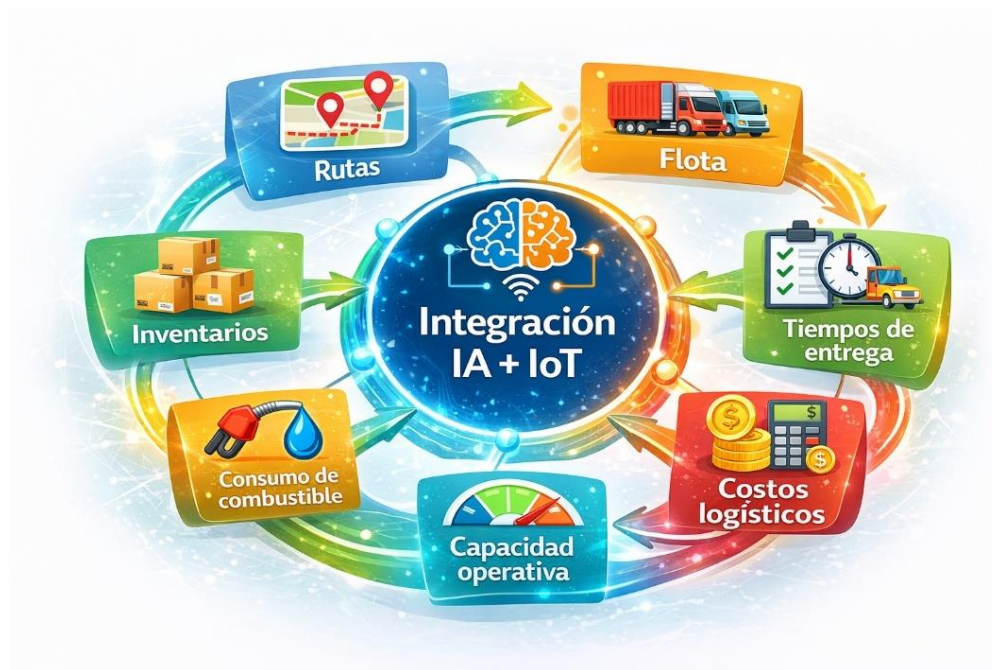 Rutas
Flota
Inventarios
Integración
IA + IoT
Tiempos de
entrega
Consumo de
combustible
Capacidad
operativa
Costos
logísticos
$
$
$